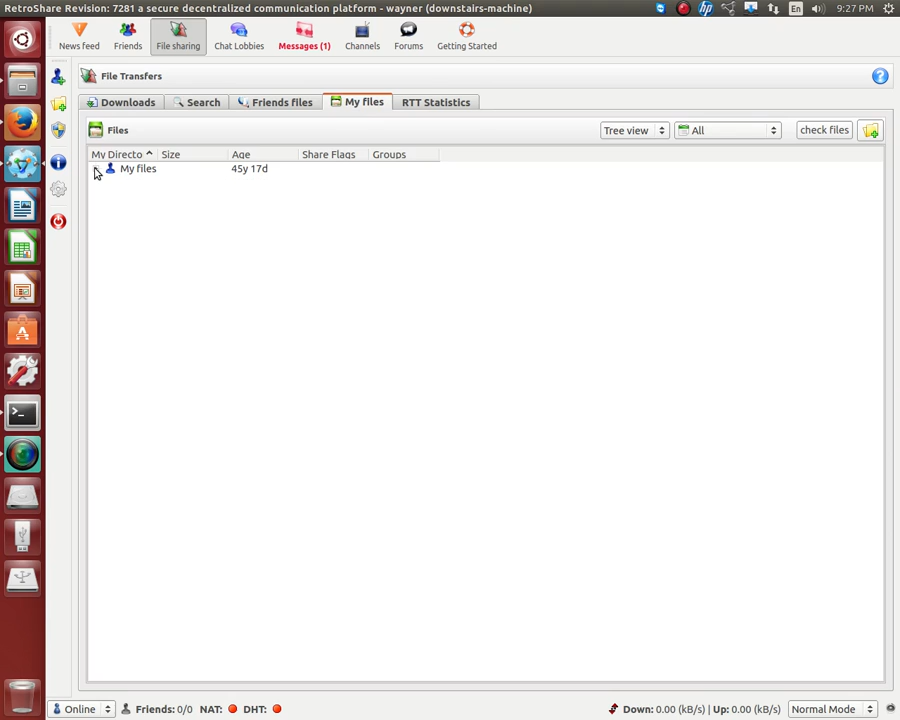 RetroShare Revision: 7281 a secure decentralized communication platform - wayner (downstairs-machine)
En
9:27 PM
News feed
Friends
File sharing
Chat Lobbies
Messages (1)
Channels
Forums
Getting Started
File Transfers
Downloads
Search
Friends files
My files
RTT Statistics
Files
Tree view
All
check files
My Directo
Size
Age
Share Flags
Groups
My files
45y 17d
Online
Friends: 0/0
NAT:
DHT:
Down: 0.00 (kB/s) | Up: 0.00 (kB/s)
Normal Mode